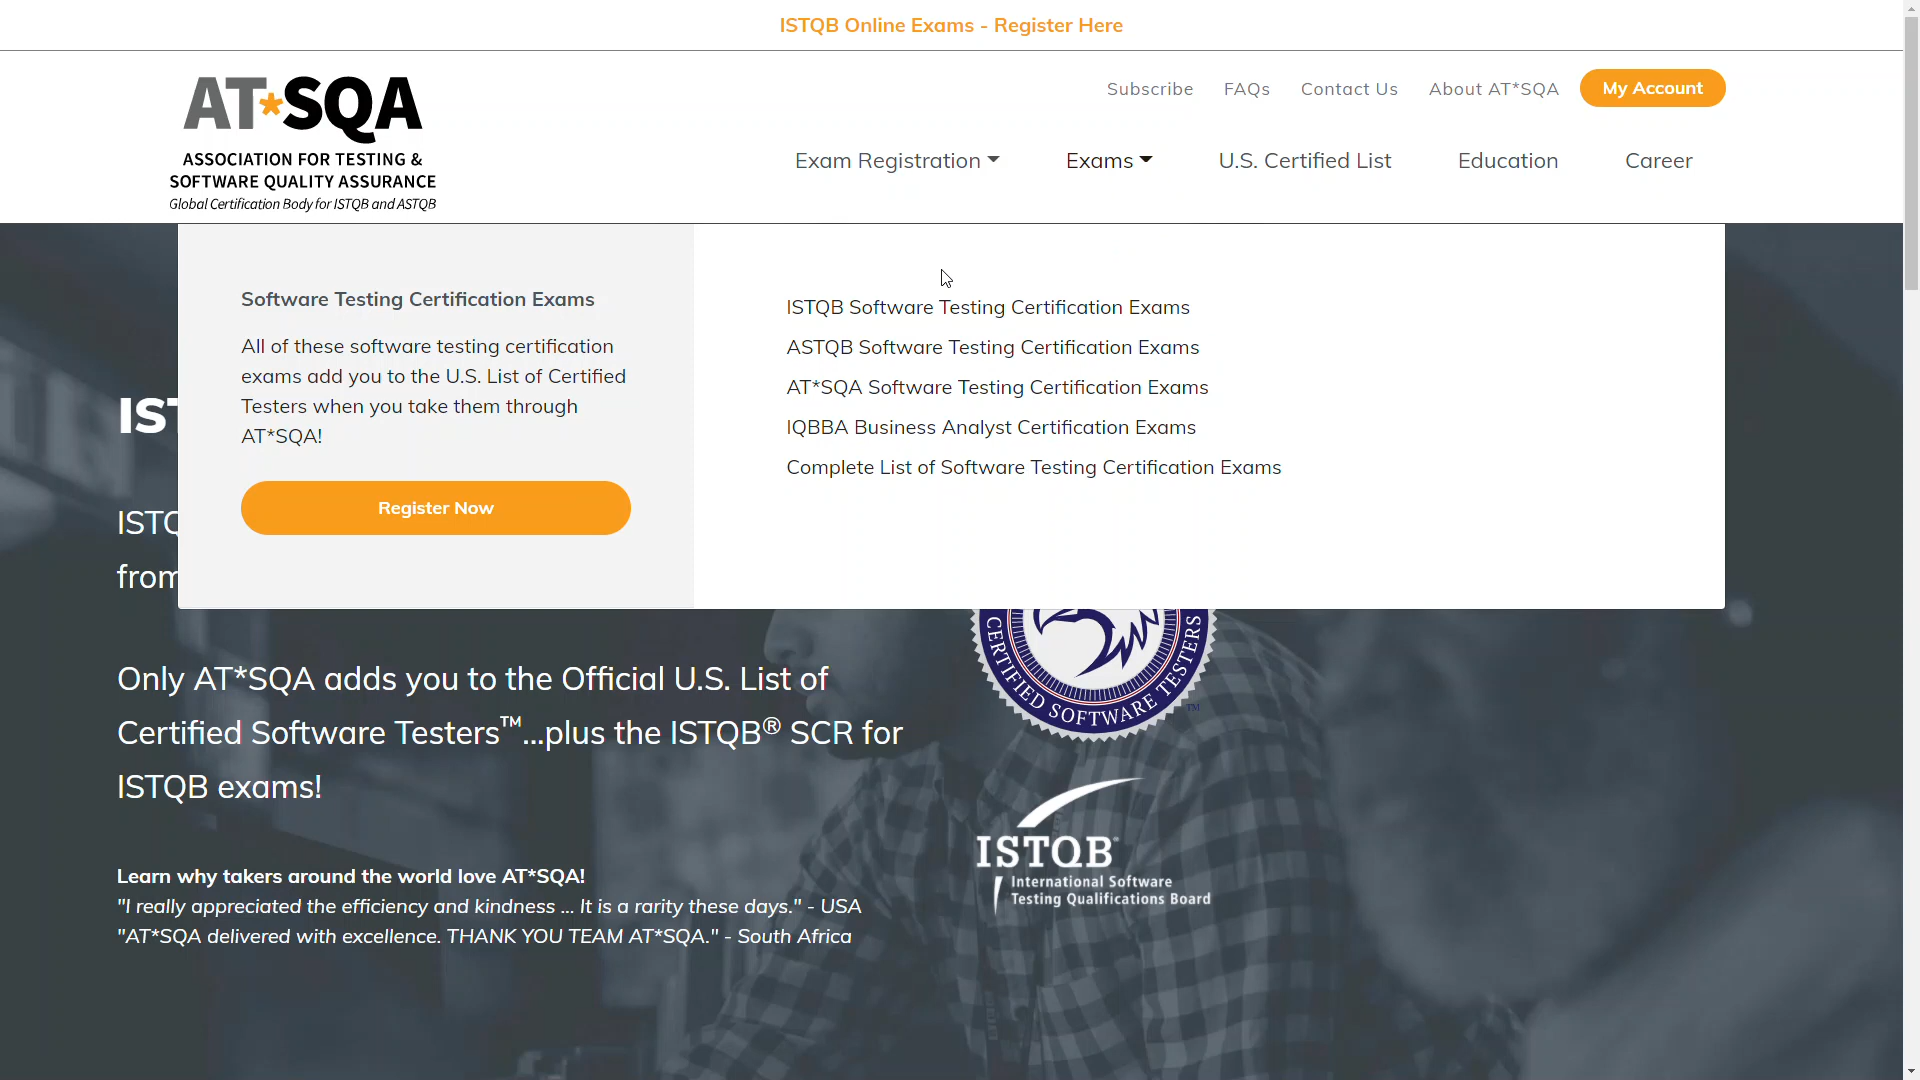 ISTQB Online Exams - Register Here
AT*SQA
ASSOCIATION FOR TESTING &
SOFTWARE QUALITY ASSURANCE
Global Certification Body for ISTQB and ASTQB
Subscribe
FAQs
Contact Us
About AT*SQA
My Account
Exam Registration
Exams
U.S. Certified List
Education
Career
Software Testing Certification Exams
All of these software testing certification
exams add you to the U.S. List of Certified
Testers when you take them through
AT*SQA!
Register Now
ISTQB Software Testing Certification Exams
ASTQB Software Testing Certification Exams
AT*SQA Software Testing Certification Exams
IQBBA Business Analyst Certification Exams
Complete List of Software Testing Certification Exams
from
Only AT*SQA adds you to the Official U.S. List of
Certified Software Testers™...plus the ISTQB® SCR for
ISTQB exams!
Learn why takers around the world love AT*SQA!
"I really appreciated the efficiency and kindness ... It is a rarity these days." - USA
"AT*SQA delivered with excellence. THANK YOU TEAM AT*SQA." - South Africa
CERTIFIED SOFTWARE TESTERS
TM
ISTQB®
International Software
Testing Qualifications Board